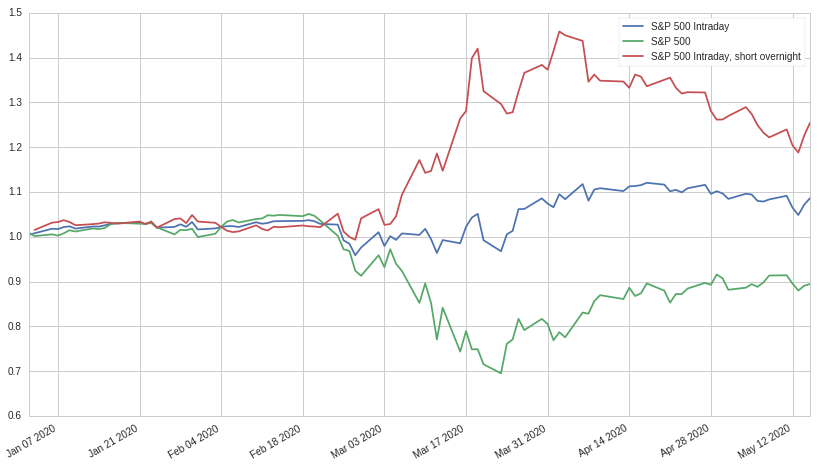 1.5
1.4
1.3
1.2
1.1
1.0
0.9
0.8
0.7
0.6
S&P 500 Intraday
S&P 500
S&P 500 Intraday, short overnight
Jan 07 2020
Jan 21 2020
Feb 04 2020
Feb 18 2020
Mar 03 2020
Mar 17 2020
Mar 31 2020
Apr 14 2020
Apr 28 2020
May 12 2020